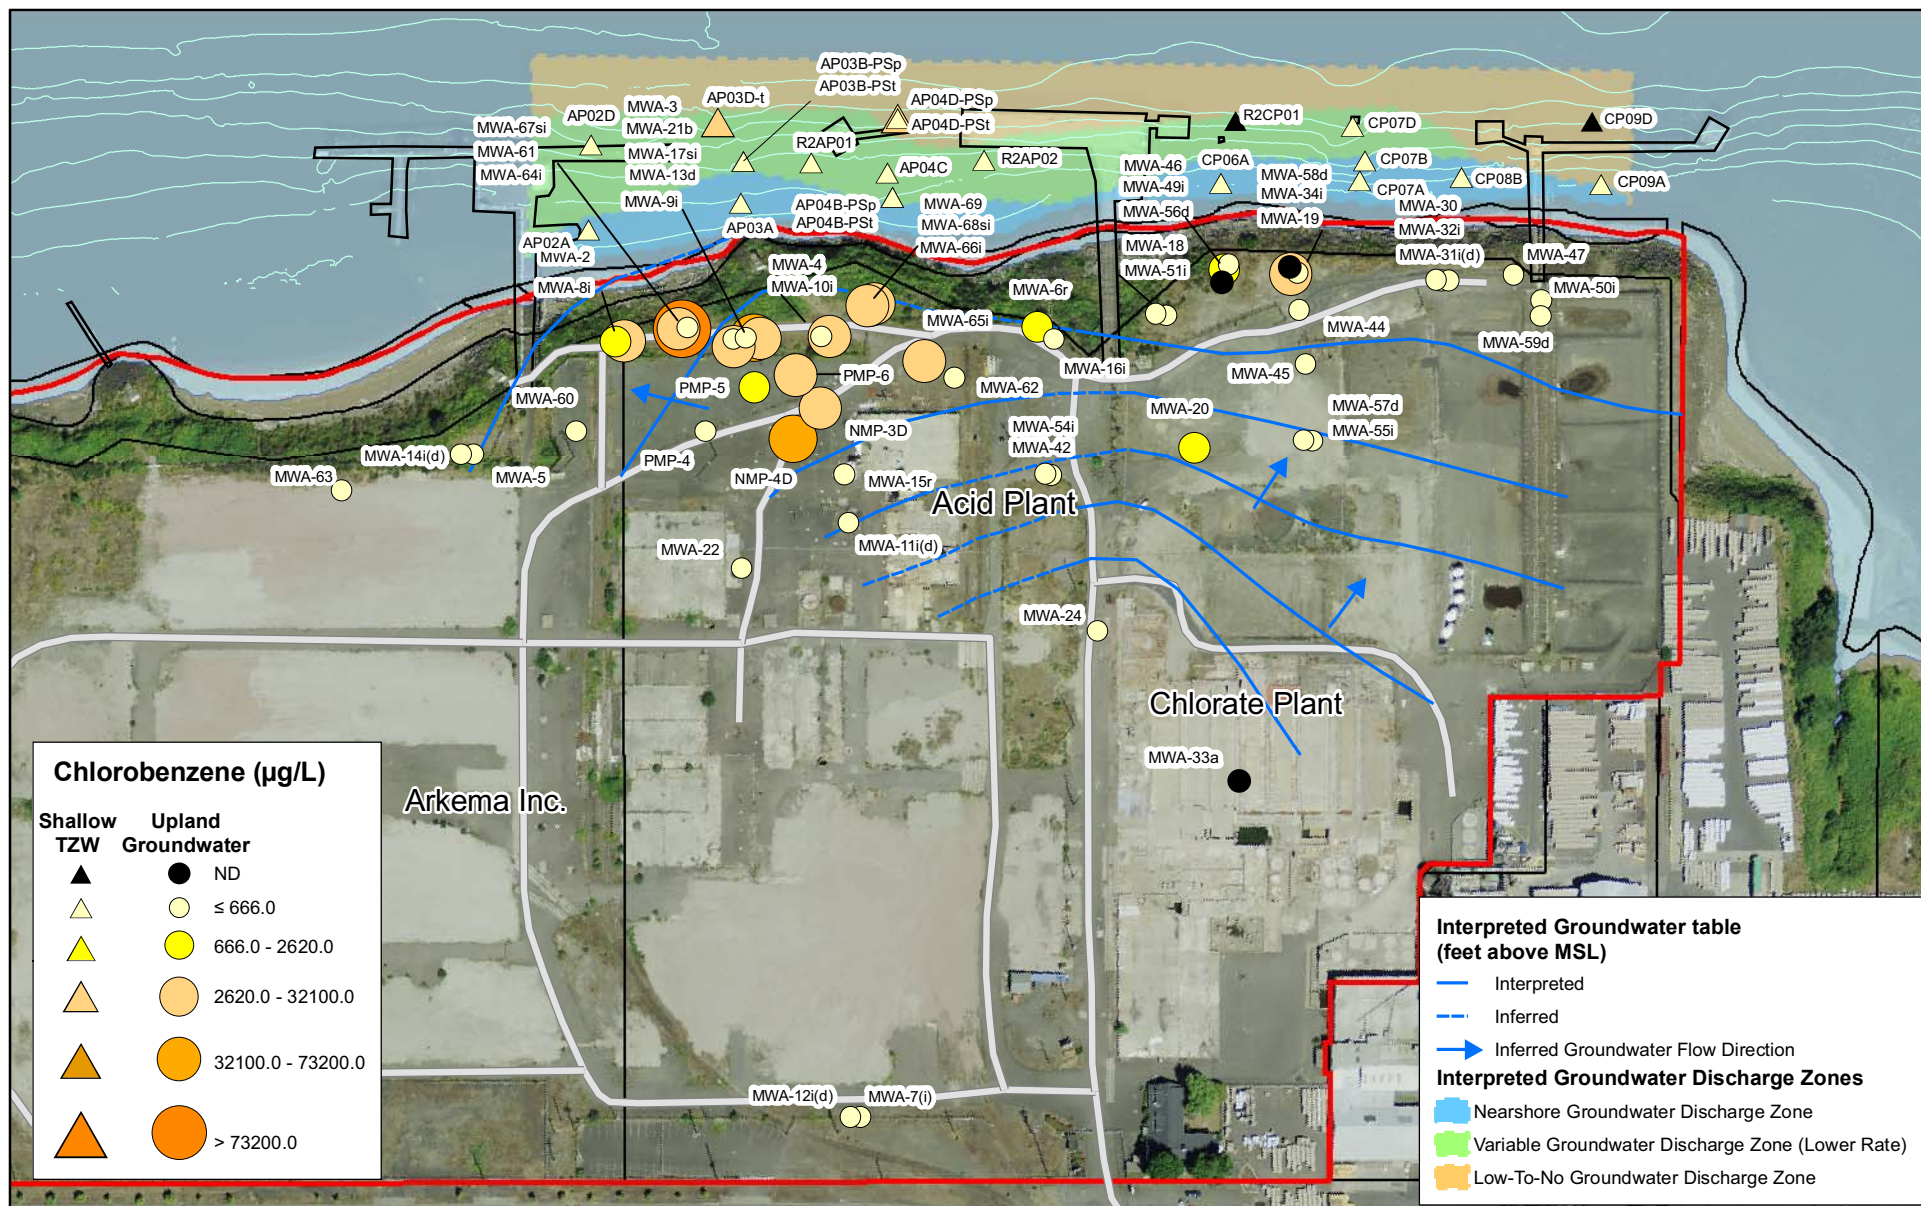 AP03B-PSp
AP03B-PSt
AP03D-t
AP04D-PSp
AP04D-PSt
AP02D
MWA-3
MWA-21b
MWA-17si
MWA-13d
MWA-9i
MWA-67si
MWA-61
MWA-64i
R2AP01
AP04C
R2AP02
R2CP01
CP07D
CP09D
MWA-46
MWA-49i
MWA-56d
MWA-18
MWA-51i
CP06A
MWA-58d
MWA-34i
MWA-19
CP07B
CP07A
CP08B
CP09A
MWA-30
MWA-32i
MWA-31i(d)
MWA-47
MWA-50i
MWA-59d
AP02A
MWA-2
MWA-8i
AP03A
AP04B-PSp
AP04B-PSt
MWA-69
MWA-68si
MWA-66i
MWA-4
MWA-10i
MWA-6r
MWA-65i
MWA-16i
MWA-44
MWA-45
MWA-60
PMP-5
PMP-6
MWA-62
MWA-20
MWA-57d
MWA-55i
MWA-14i(d)
MWA-63
MWA-5
PMP-4
NMP-3D
NMP-4D
MWA-54i
MWA-42
MWA-15r
Acid Plant
MWA-11i(d)
MWA-22
MWA-24
Chlorate Plant
MWA-33a
Arkema Inc.
MWA-12i(d)
MWA-7(i)
Chlorobenzene (µg/L)
Shallow TZW
Upland Groundwater
ND
≤ 666.0
666.0 - 2620.0
2620.0 - 32100.0
32100.0 - 73200.0
> 73200.0
Interpreted Groundwater table
(feet above MSL)
Interpreted
Inferred
Inferred Groundwater Flow Direction
Interpreted Groundwater Discharge Zones
Nearshore Groundwater Discharge Zone
Variable Groundwater Discharge Zone (Lower Rate)
Low-To-No Groundwater Discharge Zone